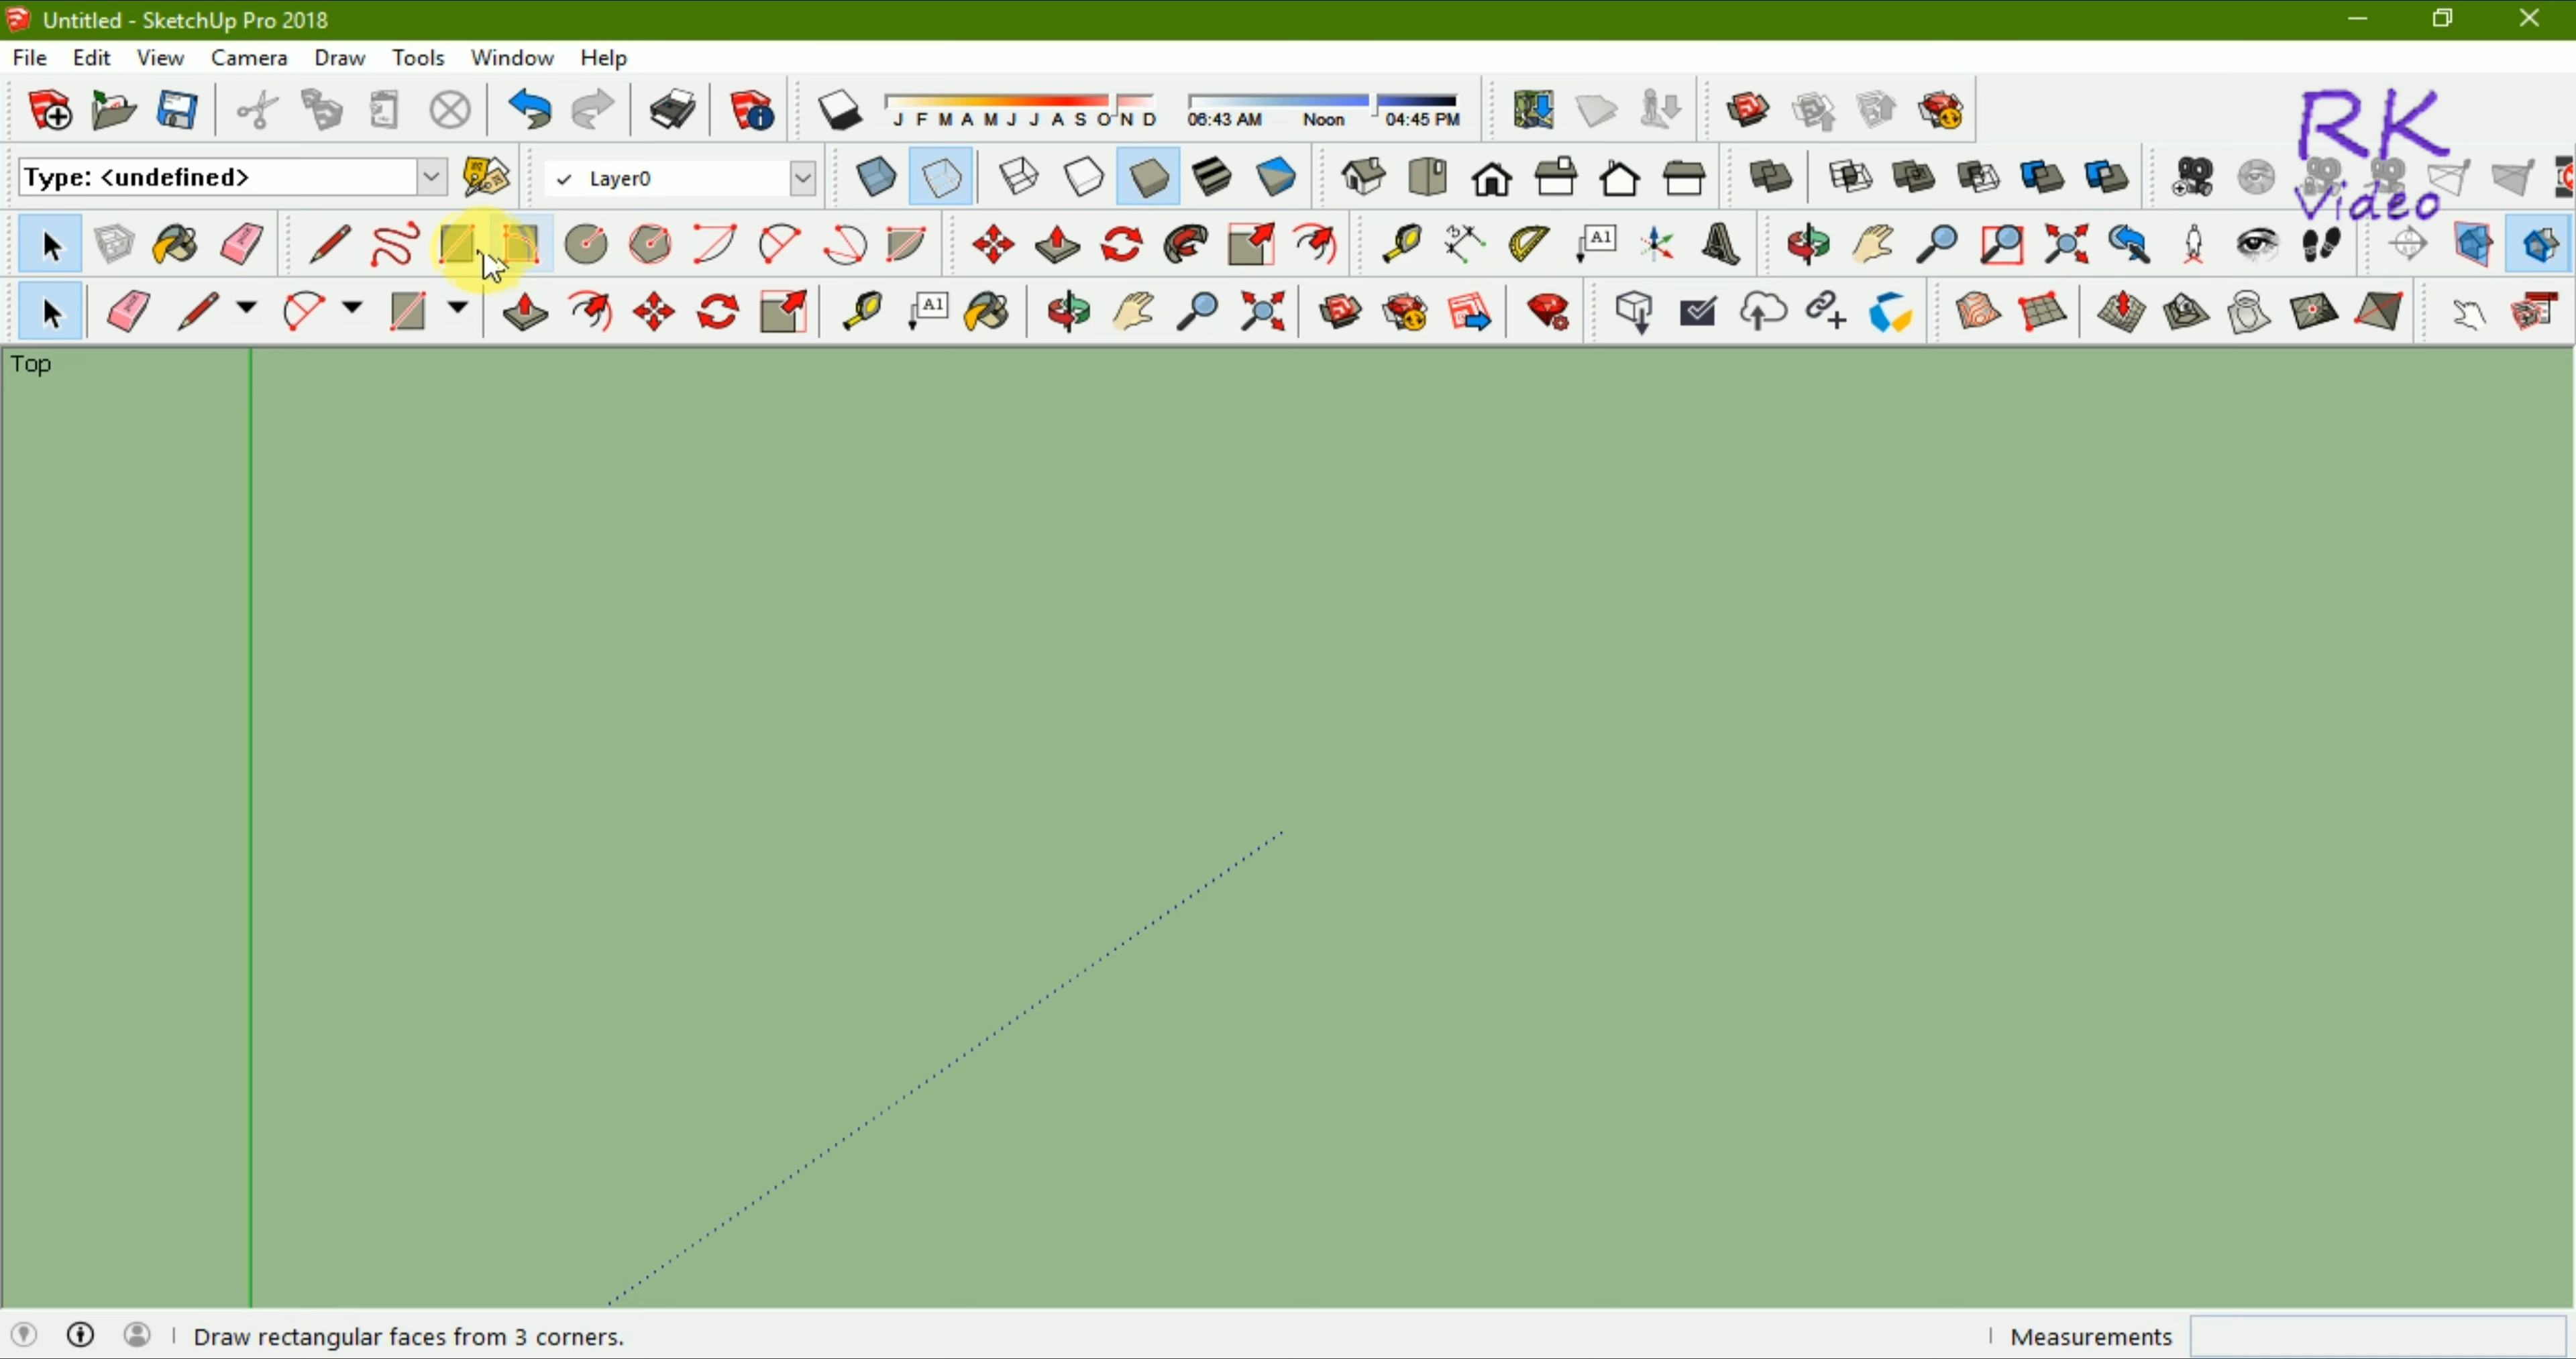 Untitled - SketchUp Pro 2018
File Edit View Camera Draw Tools Window Help
J F M A M J J A S O N D
06:43 AM Noon 04:45 PM
RK
Video
Type: <undefined>
Layer0
A1
A1
Top
Draw rectangular faces from 3 corners.
Measurements